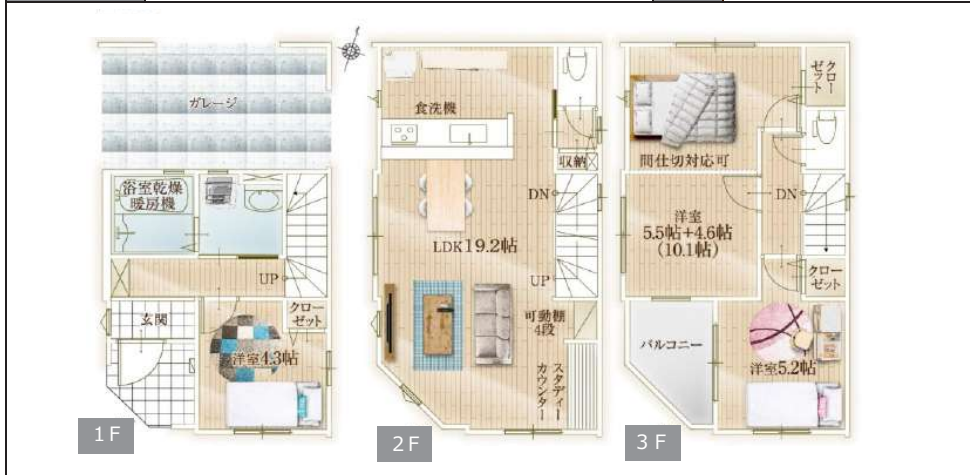 ガレージ
浴室乾燥
暖房機
UP
玄関
クロー
ゼット
洋室4.3帖
1F
食洗機
収納
DN
LDK19.2帖
UP
可動棚
4段
スタディー
カウンター
2F
クロー
ゼット
間仕切対応可
DN
洋室
5.5帖+4.6帖
(10.1帖)
クロー
ゼット
バルコニー
洋室5.2帖
3F